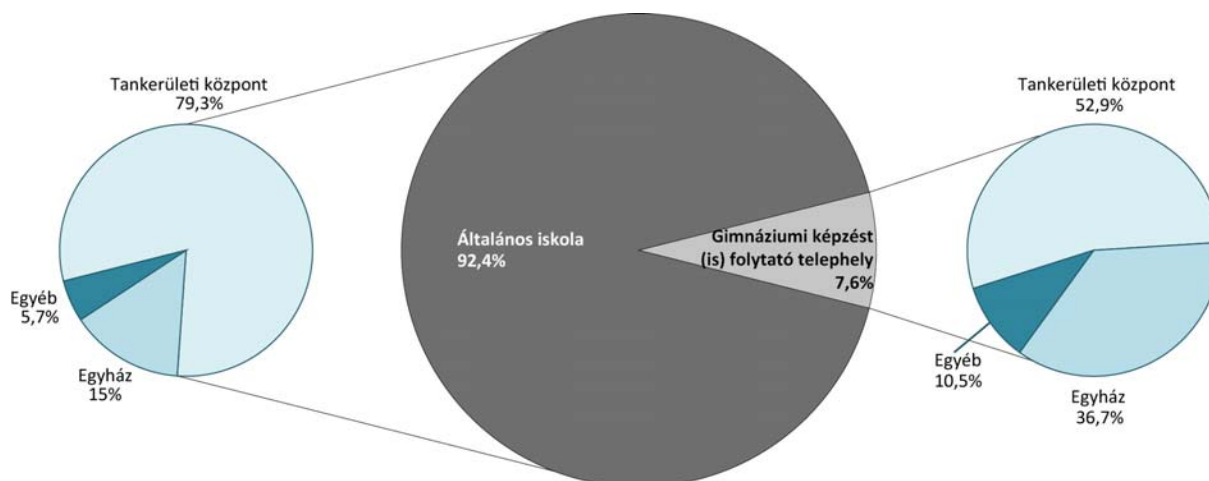 Tankerületi központ
79,3%
Egyéb
5,7%
Egyház
15%
Általános iskola
92,4%
Gimnáziumi képzést
(is) folytató telephely
7,6%
Tankerületi központ
52,9%
Egyéb
10,5%
Egyház
36,7%